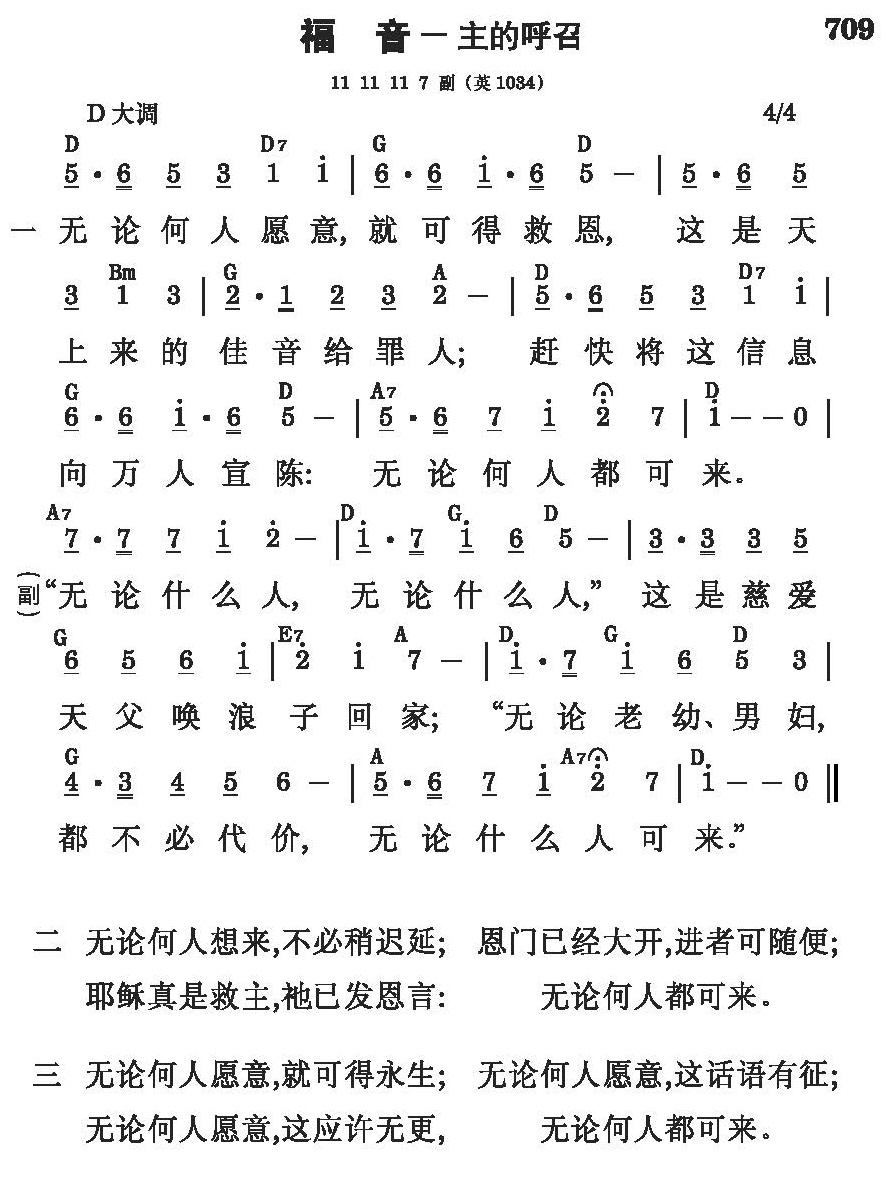 福 音－主的呼召 709
11 11 11 7 副（英1034）
D 大调 4/4
D D7 G D
5·6 5 3 1 i | 6·6 i·6 5 － | 5·6 5
一 无论何人愿意,就可得救恩, 这是天
Bm G A D D7
3 1 3 | 2·1 2 3 2 － | 5·6 5 3 1 i |
上来的佳音给罪人; 赶快将这信息
G D A7 D
6·6 i·6 5 － | 5·6 7 i 2̇ 7 | i－－0 |
向万人宣陈: 无论何人都可来。
A7 D G D
7·7 7 i 2̇ － | i·7 i 6 5 － | 3·3 3 5
(副) “无论什么人, 无论什么人,” 这是慈爱
G E7 A D G D
6 5 6 i | 2̇ i 7 － | i·7 i 6 5 3 |
天父唤浪子回家; “无论老幼、男妇,
G A A7 D
4·3 4 5 6 － | 5·6 7 i 2̇ 7 | i－－0 ‖
都不必代价, 无论什么人可来。”
二 无论何人想来,不必稍迟延; 恩门已经大开,进者可随便;
耶稣真是救主,祂已发恩言: 无论何人都可来。
三 无论何人愿意,就可得永生; 无论何人愿意,这话语有征;
无论何人愿意,这应许无更, 无论何人都可来。